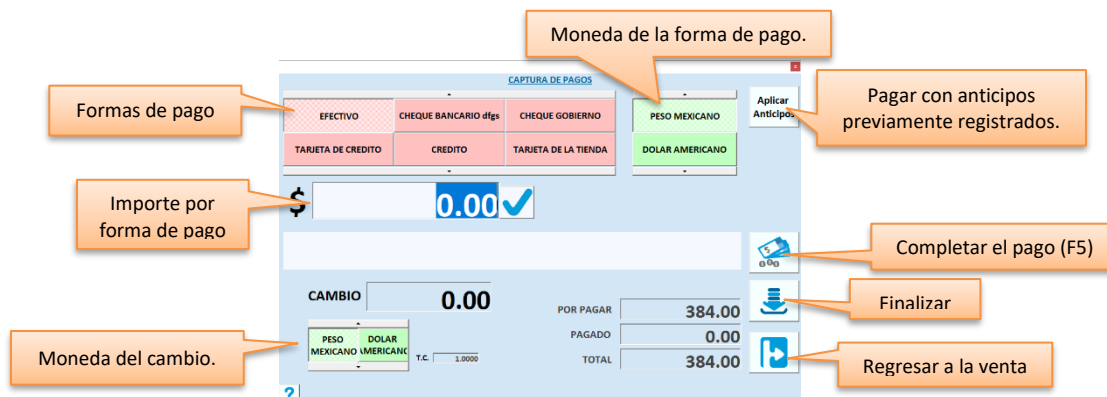 Moneda de la forma de pago.
x
CAPTURA DE PAGOS
Formas de pago
EFECTIVO
CHEQUE BANCARIO dfgs
CHEQUE GOBIERNO
PESO MEXICANO
Aplicar
Anticipos
Pagar con anticipos
previamente registrados.
TARJETA DE CREDITO
CREDITO
TARJETA DE LA TIENDA
DOLAR AMERICANO
Importe por
forma de pago
$ 0.00
Completar el pago (F5)
CAMBIO 0.00
POR PAGAR 384.00
Finalizar
Moneda del cambio.
PESO
MEXICANO
DOLAR
AMERICANO
T.C. 1.0000
PAGADO 0.00
TOTAL 384.00
Regresar a la venta
?